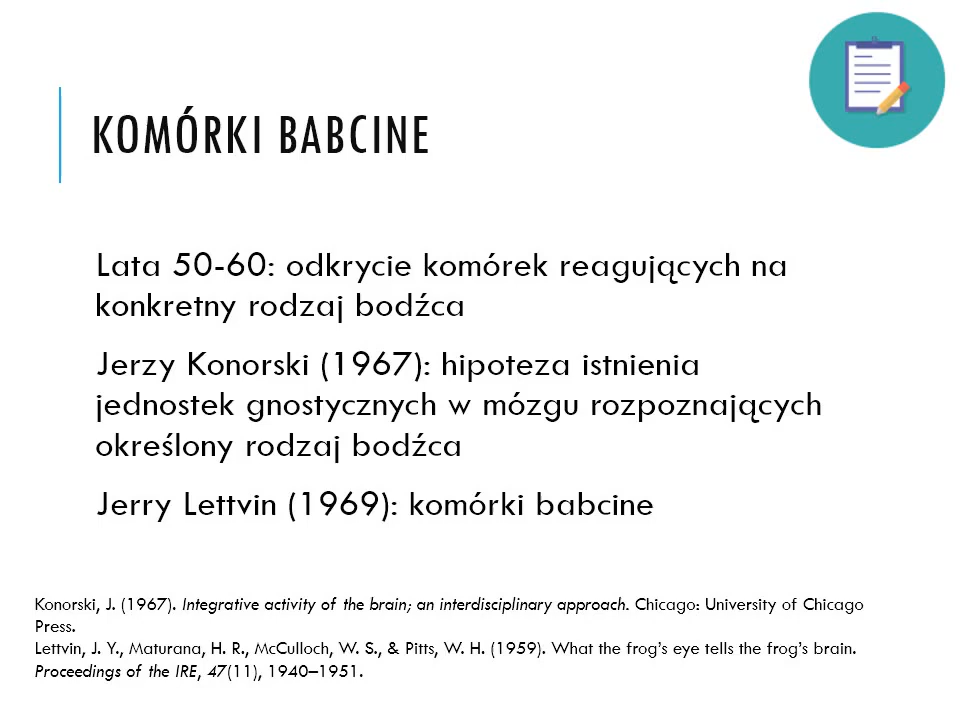 KOMÓRKI BABCINE
Lata 50-60: odkrycie komórek reagujących na
konkretny rodzaj bodźca
Jerzy Konorski (1967): hipoteza istnienia
jednostek gnostycznych w mózgu rozpoznających
określony rodzaj bodźca
Jerry Lettvin (1969): komórki babcine
Konorski, J. (1967). Integrative activity of the brain; an interdisciplinary approach. Chicago: University of Chicago
Press.
Lettvin, J. Y., Maturana, H. R., McCulloch, W. S., & Pitts, W. H. (1959). What the frog’s eye tells the frog’s brain.
Proceedings of the IRE, 47(11), 1940–1951.